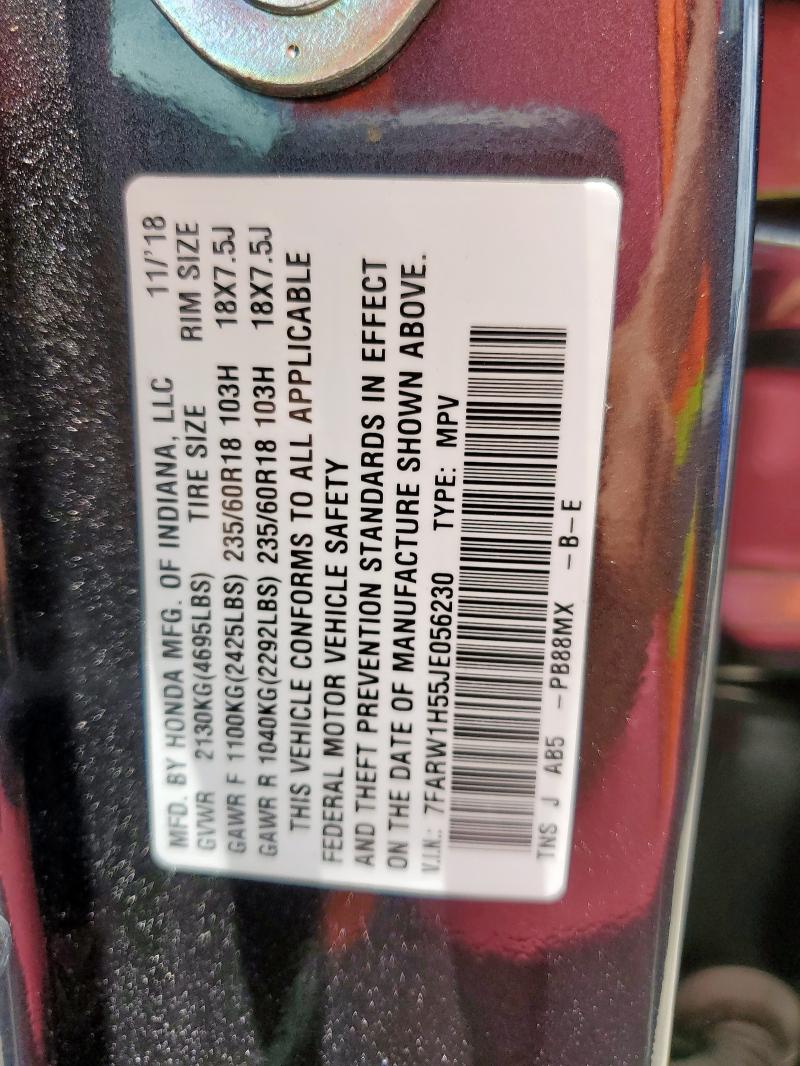 MFD. BY HONDA MFG. OF INDIANA, LLC 11/'18
GVWR 2130KG(4695LBS) TIRE SIZE RIM SIZE
GAWR F 1100KG(2425LBS) 235/60R18 103H 18X7.5J
GAWR R 1040KG(2292LBS) 235/60R18 103H 18X7.5J
THIS VEHICLE CONFORMS TO ALL APPLICABLE
FEDERAL MOTOR VEHICLE SAFETY
AND THEFT PREVENTION STANDARDS IN EFFECT
ON THE DATE OF MANUFACTURE SHOWN ABOVE.
V.I.N.: 7FARW1H55JE056230 TYPE: MPV
TNS J AB5 -PB88MX -B-E